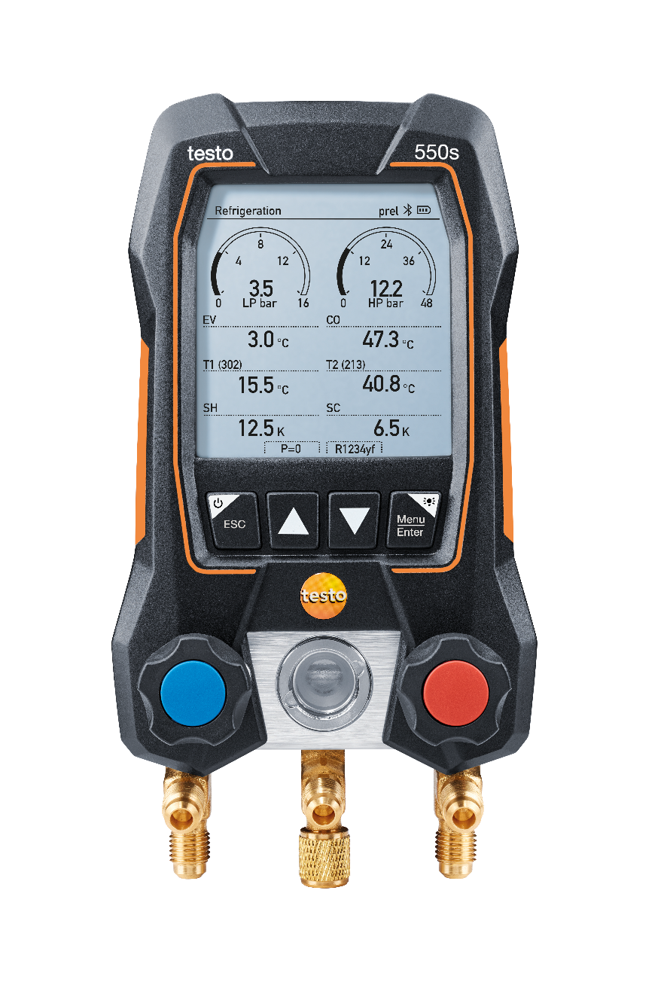 testo 550s
Refrigeration prel
8 24
4 12 12 36
3.5 12.2
0 LP bar 16 0 HP bar 48
EV CO
3.0 °C 47.3 °C
T1 (302) T2 (213)
15.5 °C 40.8 °C
SH SC
12.5 K 6.5 K
P=0 R1234yf
ESC Menu
Enter
testo